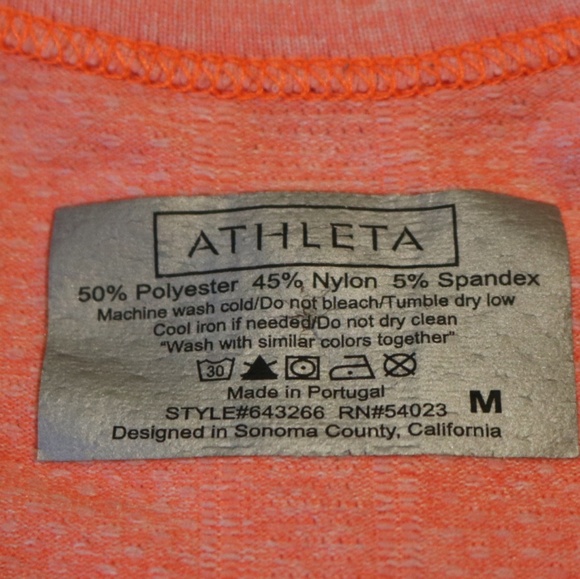 ATHLETA
50% Polyester 45% Nylon 5% Spandex
Machine wash cold/Do not bleach/Tumble dry low
Cool iron if needed/Do not dry clean
"Wash with similar colors together"
30
Made in Portugal
STYLE#643266 RN#54023 M
Designed in Sonoma County, California